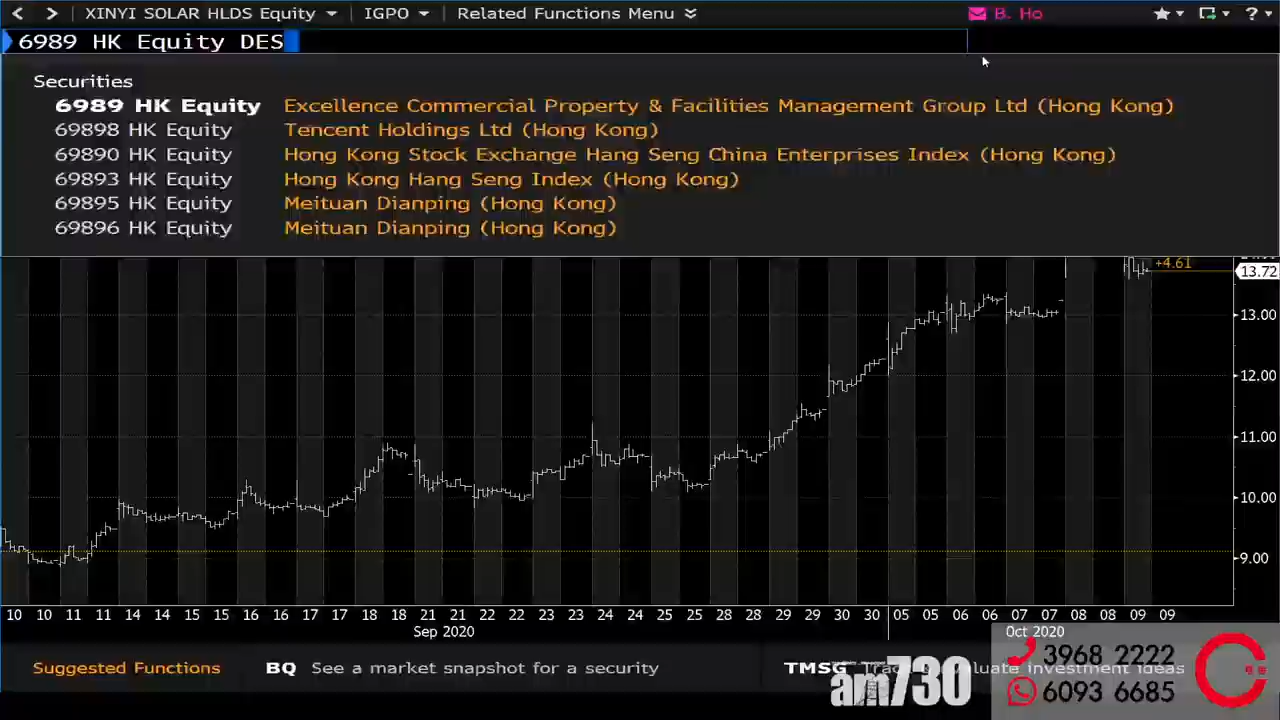 XINYI SOLAR HLDS Equity IGPO Related Functions Menu B. Ho ?
6989 HK Equity DES
Securities
6989 HK Equity Excellence Commercial Property & Facilities Management Group Ltd (Hong Kong)
69898 HK Equity Tencent Holdings Ltd (Hong Kong)
69890 HK Equity Hong Kong Stock Exchange Hang Seng China Enterprises Index (Hong Kong)
69893 HK Equity Hong Kong Hang Seng Index (Hong Kong)
69895 HK Equity Meituan Dianping (Hong Kong)
69896 HK Equity Meituan Dianping (Hong Kong)
+4.61
13.72
13.00
12.00
11.00
10.00
9.00
10 10 11 11 14 14 15 15 16 16 17 17 18 18 21 21 22 22 23 23 24 24 25 25 28 28 29 29 30 30 05 05 06 06 07 07 08 08 09 09
Sep 2020 Oct 2020
Suggested Functions BQ See a market snapshot for a security TMSG investment ideas
am730
3968 2222
6093 6685